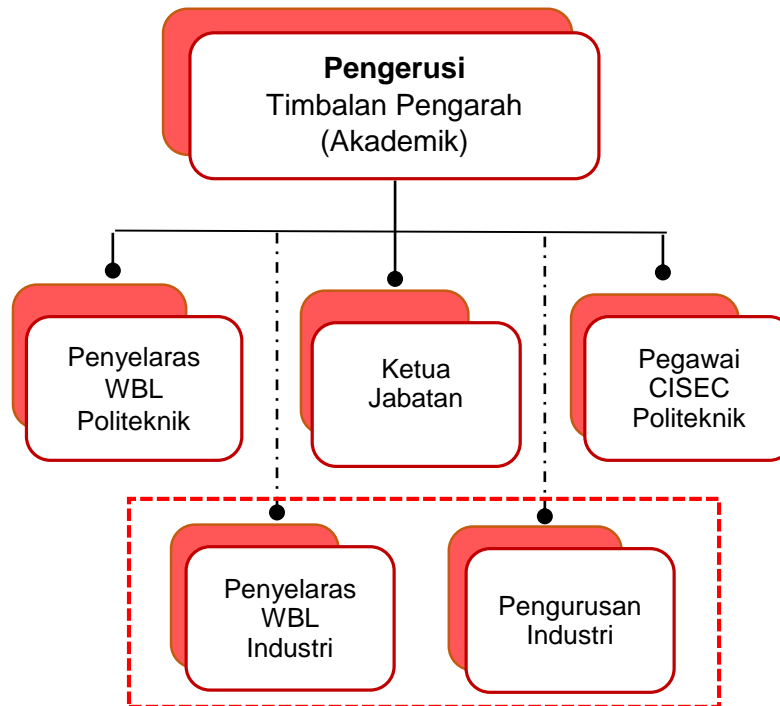 Pengerusi
Timbalan Pengarah
(Akademik)
Penyelaras
WBL
Politeknik
Ketua
Jabatan
Pegawai
CISEC
Politeknik
Penyelaras
WBL
Industri
Pengurusan
Industri